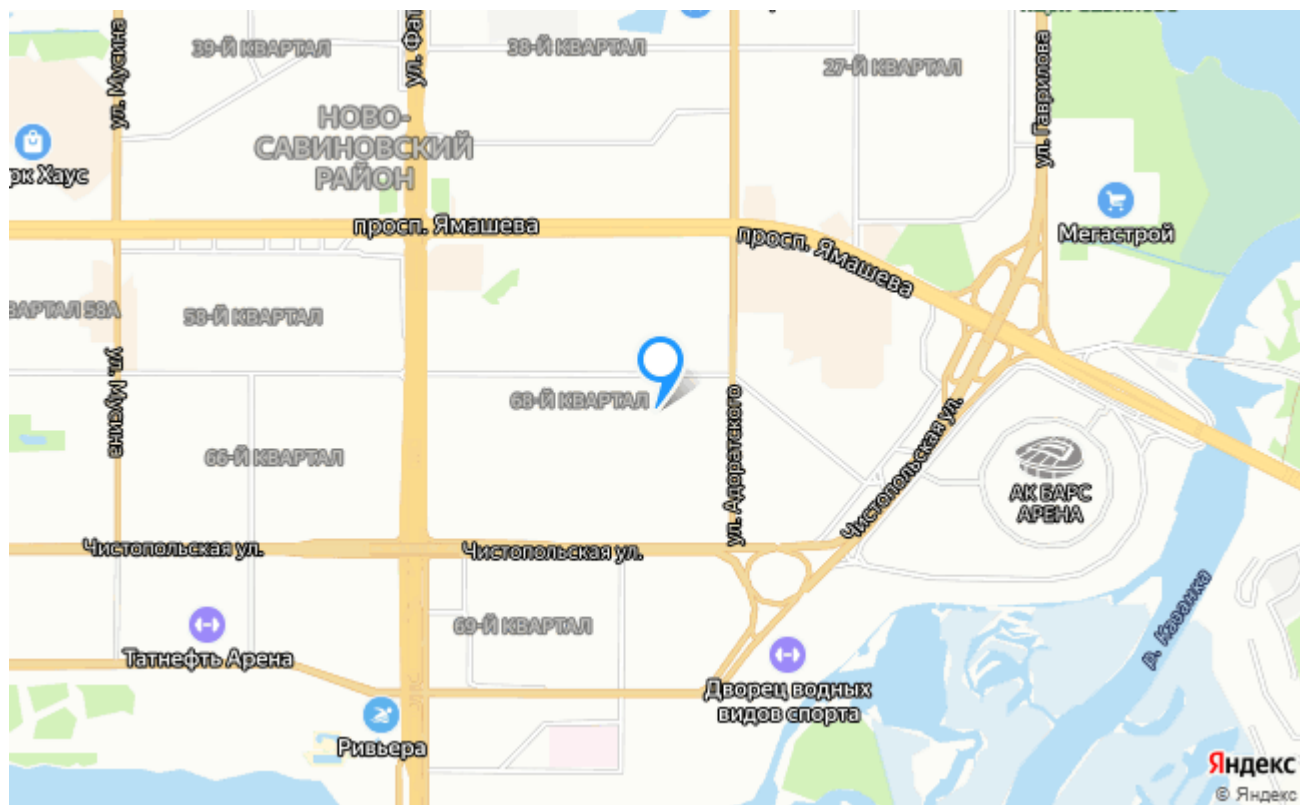 39-Й КВАРТАЛ
38-Й КВАРТАЛ
27-Й КВАРТАЛ
ул. Мусина
ул. Фат
ул. Гаврилова
НОВО-
САВИНОВСКИЙ
РАЙОН
рк Хаус
просп. Ямашева
просп. Ямашева
Мегастрой
ВАРТАЛ 58А
58-Й КВАРТАЛ
ул. Мусина
68-Й КВАРТАЛ
66-Й КВАРТАЛ
ул. Адоратского
Чистопольская ул.
АК БАРС
АРЕНА
Чистопольская ул.
Чистопольская ул.
р. Казанка
69-Й КВАРТАЛ
Татнефть Арена
Дворец водных
видов спорта
Ривьера
Яндекс
© Яндекс